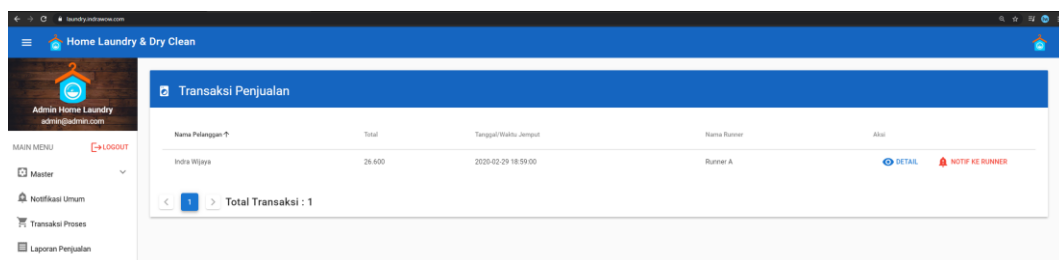 laundry.indrawow.com
Home Laundry & Dry Clean
Admin Home Laundry
admin@admin.com
MAIN MENU
LOGOUT
Master
Notifikasi Umum
Transaksi Proses
Laporan Penjualan
Transaksi Penjualan
Nama Pelanggan Total Tanggal/Waktu Jemput Nama Runner Aksi
Indra Wijaya 26.600 2020-02-29 18:59:00 Runner A DETAIL NOTIF KE RUNNER
1 Total Transaksi : 1